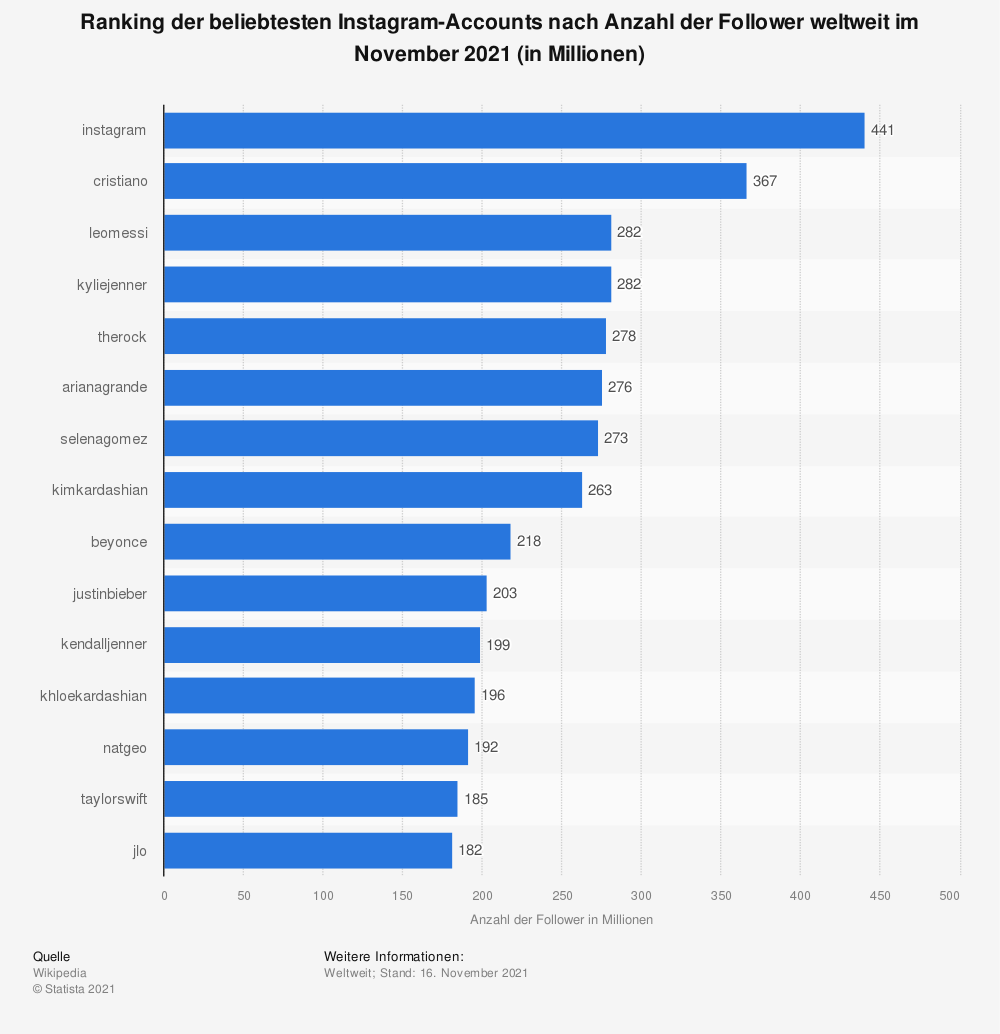 Ranking der beliebtesten Instagram-Accounts nach Anzahl der Follower weltweit im
November 2021 (in Millionen)
instagram 441
cristiano 367
leomessi 282
kyliejenner 282
therock 278
arianagrande 276
selenagomez 273
kimkardashian 263
beyonce 218
justinbieber 203
kendalljenner 199
khloekardashian 196
natgeo 192
taylorswift 185
jlo 182
0 50 100 150 200 250 300 350 400 450 500
Anzahl der Follower in Millionen
Quelle
Wikipedia
© Statista 2021
Weitere Informationen:
Weltweit; Stand: 16. November 2021